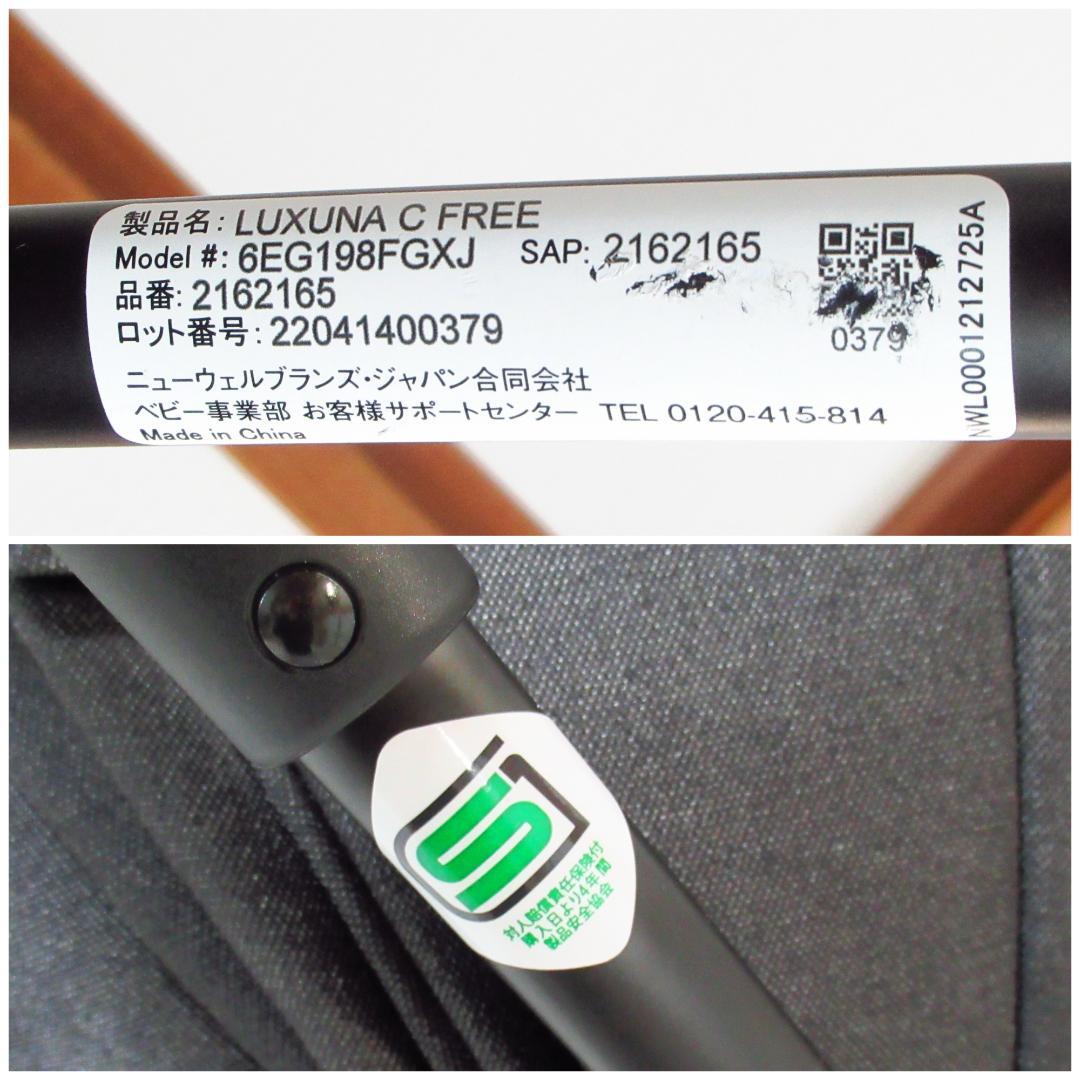 製品名: LUXUNA C FREE
Model #: 6EG198FGXJ SAP: 2162165
品番: 2162165
ロット番号: 22041400379
0379
ニューウェルブランズ・ジャパン合同会社
ベビー事業部 お客様サポートセンター TEL 0120-415-814
Made in China
NWL0001212725A
SG
対人賠償責任保険付
購入日より4年間
製品安全協会